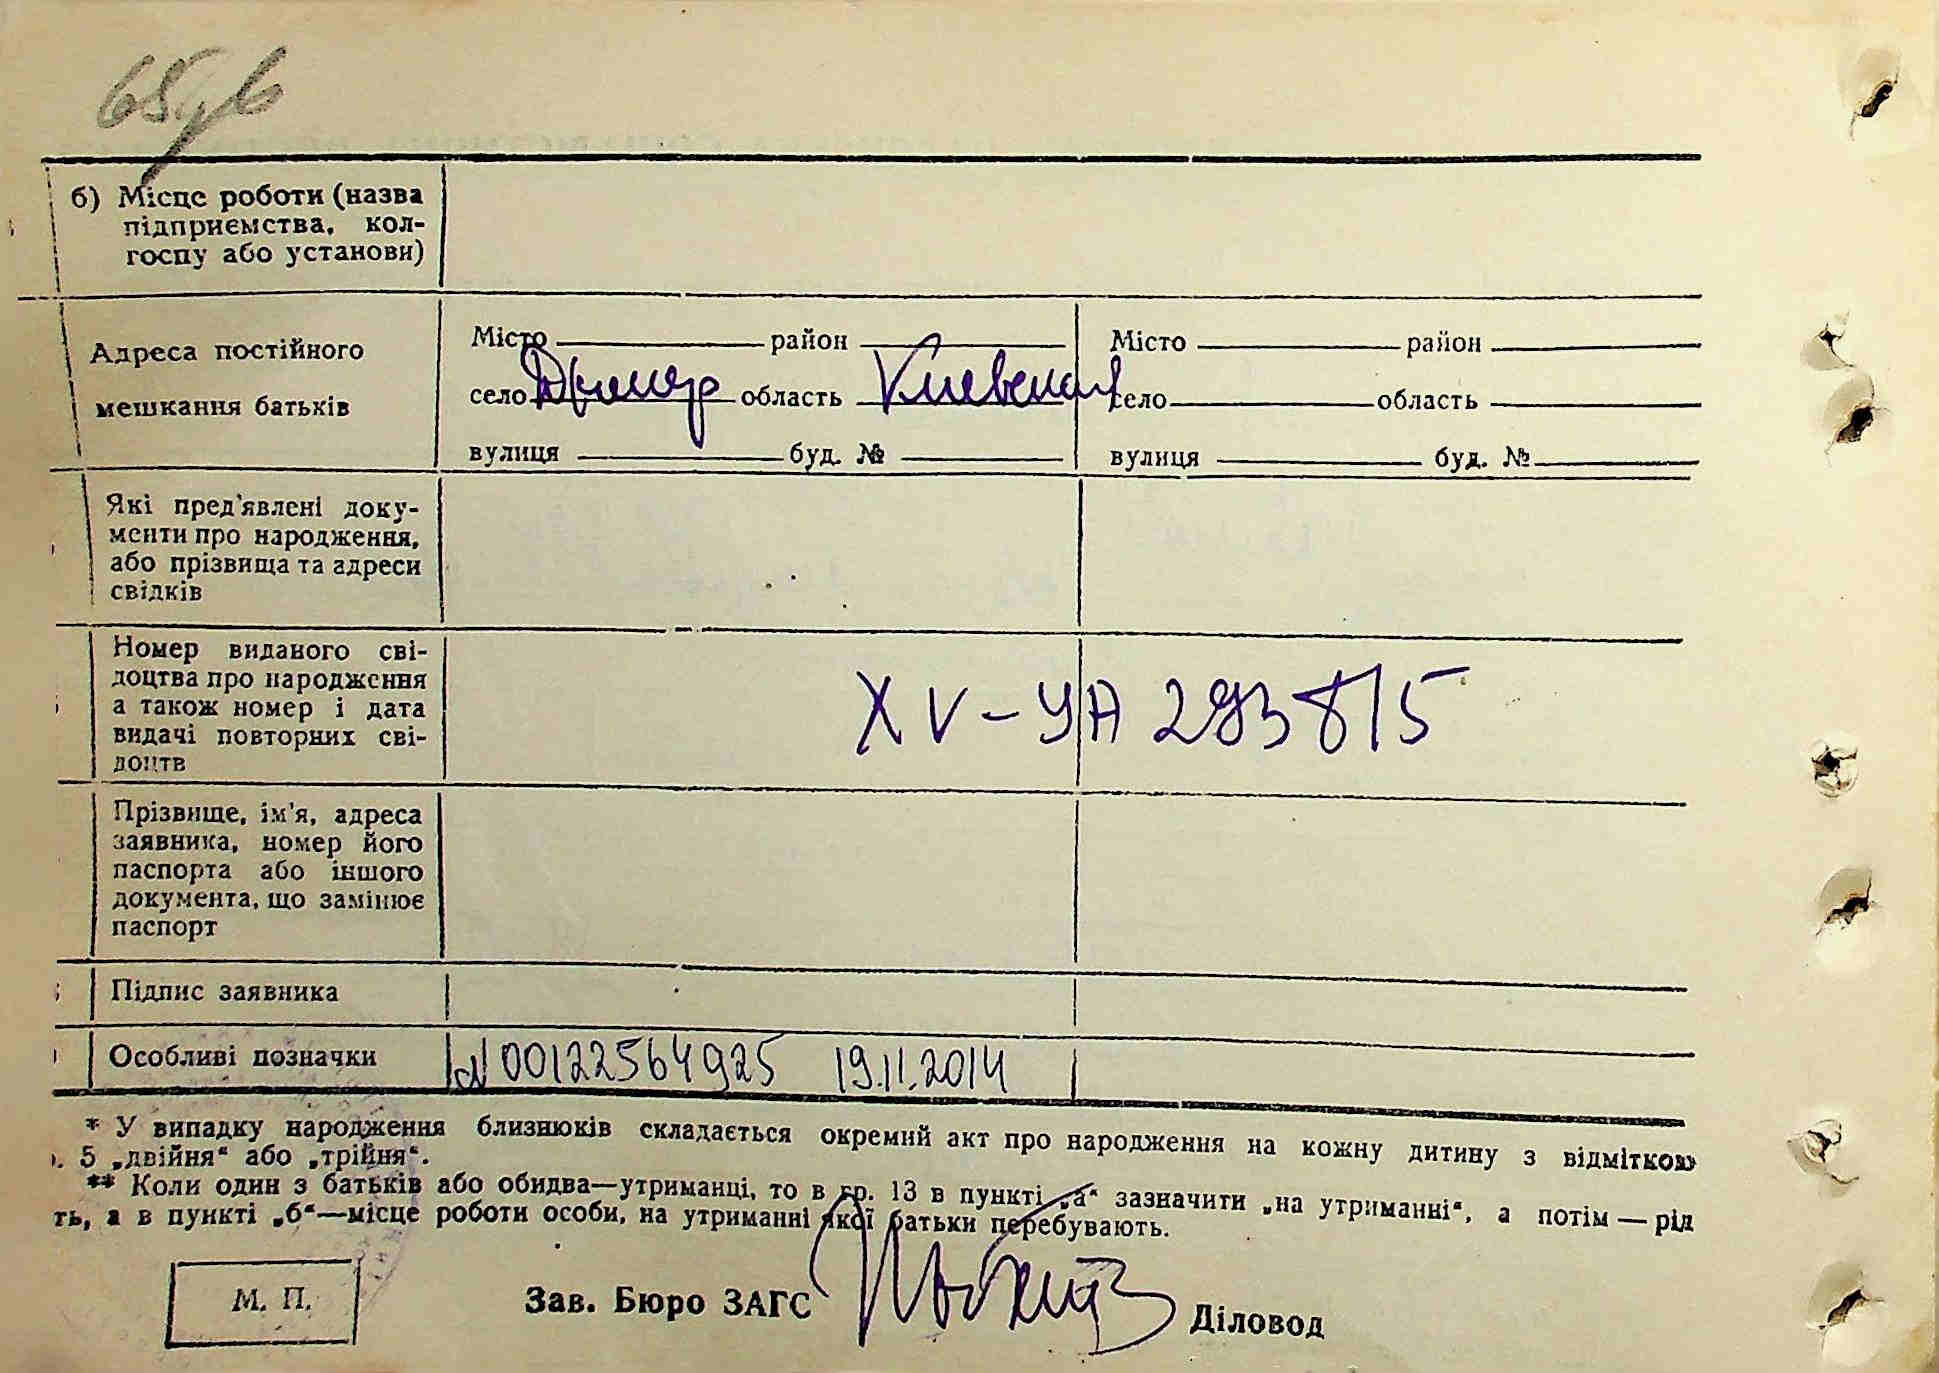 65
б) Місце роботи (назва
підприємства, кол-
госпу або установи)
Адреса постійного
мешкання батьків
Місто район
село Дымер область Киевская
вулиця буд. №
Місто район
село область
вулиця буд. №
Які пред'явлені доку-
менти про народження,
або прізвища та адреси
свідків
Номер виданого сві-
доцтва про народження
а також номер і дата
видачі повторних сві-
доцтв
XV-УА 293815
Прізвище, ім'я, адреса
заявника, номер його
паспорта або іншого
документа, що замінює
паспорт
Підпис заявника
Особливі позначки
N 00122564925 19.11.2014
* У випадку народження близнюків складається окремий акт про народження на кожну дитину з відміткою
. 5 „двійня“ або „трійня“.
** Коли один з батьків або обидва—утриманці, то в гр. 13 в пункті „а“ зазначити „на утриманні“, а потім — рід
ть, а в пункті „б“—місце роботи особи, на утриманні якої батьки перебувають.
М. П.
Зав. Бюро ЗАГС
Діловод